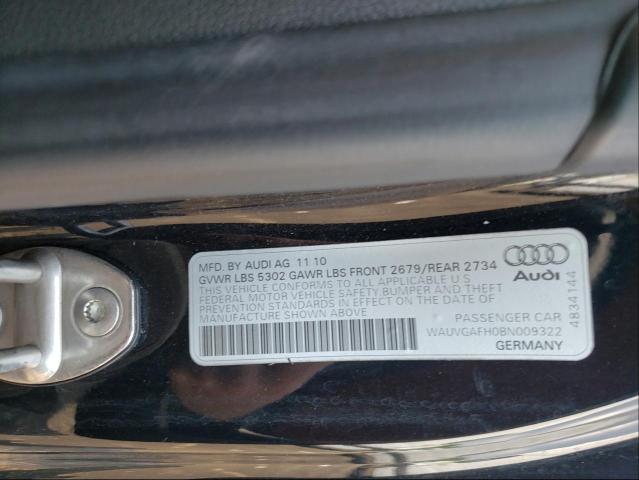 MFD. BY AUDI AG 11 10
GVWR LBS 5302 GAWR LBS FRONT 2679/REAR 2734
THIS VEHICLE CONFORMS TO ALL APPLICABLE U.S.
FEDERAL MOTOR VEHICLE SAFETY BUMPER AND THEFT
PREVENTION STANDARDS IN EFFECT ON THE DATE OF
MANUFACTURE SHOWN ABOVE
Audi
4834144
PASSENGER CAR
WAUVGAFH0BN009322
GERMANY